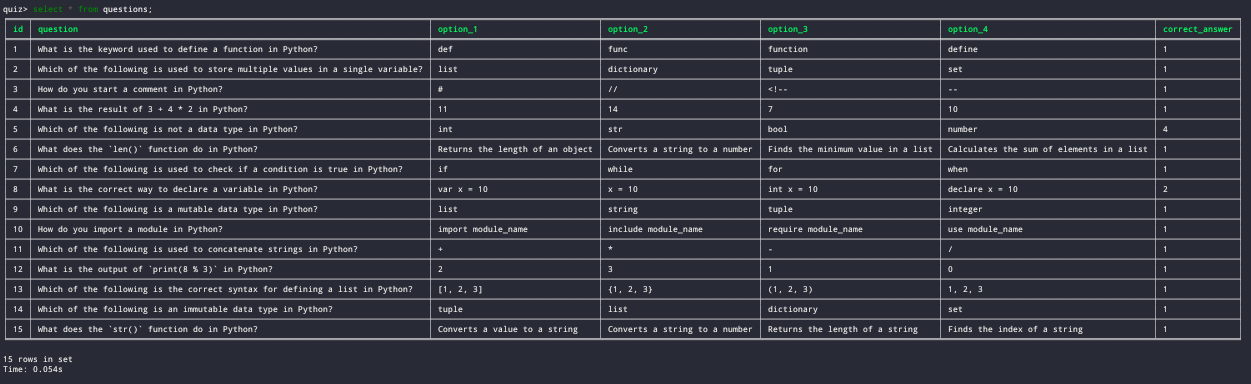 quiz> select * from questions;
id question option_1 option_2 option_3 option_4 correct_answer
1 What is the keyword used to define a function in Python? def func function define 1
2 Which of the following is used to store multiple values in a single variable? list dictionary tuple set 1
3 How do you start a comment in Python? # // <!-- -- 1
4 What is the result of 3 + 4 * 2 in Python? 11 14 7 10 1
5 Which of the following is not a data type in Python? int str bool number 4
6 What does the `len()` function do in Python? Returns the length of an object Converts a string to a number Finds the minimum value in a list Calculates the sum of elements in a list 1
7 Which of the following is used to check if a condition is true in Python? if while for when 1
8 What is the correct way to declare a variable in Python? var x = 10 x = 10 int x = 10 declare x = 10 2
9 Which of the following is a mutable data type in Python? list string tuple integer 1
10 How do you import a module in Python? import module_name include module_name require module_name use module_name 1
11 Which of the following is used to concatenate strings in Python? + * - / 1
12 What is the output of `print(8 % 3)` in Python? 2 3 1 0 1
13 Which of the following is the correct syntax for defining a list in Python? [1, 2, 3] {1, 2, 3} (1, 2, 3) 1, 2, 3 1
14 Which of the following is an immutable data type in Python? tuple list dictionary set 1
15 What does the `str()` function do in Python? Converts a value to a string Converts a string to a number Returns the length of a string Finds the index of a string 1
15 rows in set
Time: 0.054s